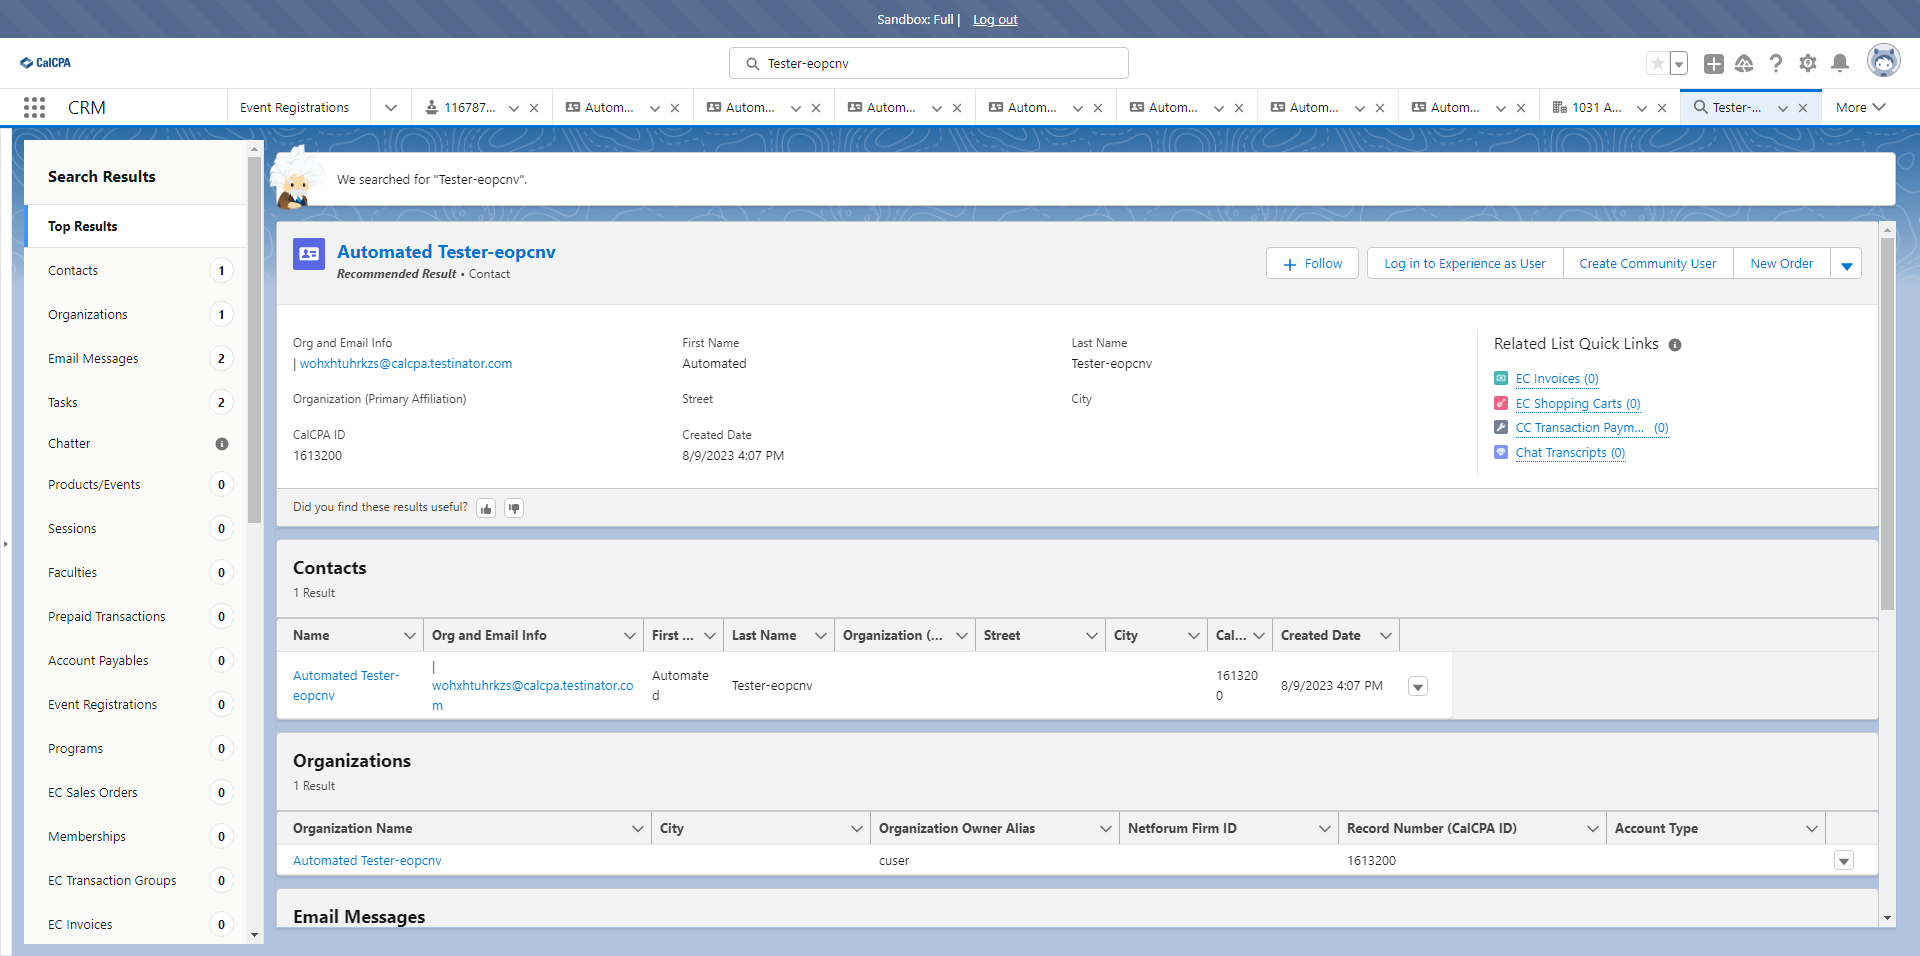 Sandbox: Full | Log out
CalCPA
Tester-eopcnv
CRM
Event Registrations
116787...
Autom...
Autom...
Autom...
Autom...
Autom...
Autom...
Autom...
1031 A...
Tester-...
More
Search Results
Top Results
Contacts 1
Organizations 1
Email Messages 2
Tasks 2
Chatter
Products/Events 0
Sessions 0
Faculties 0
Prepaid Transactions 0
Account Payables 0
Event Registrations 0
Programs 0
EC Sales Orders 0
Memberships 0
EC Transaction Groups 0
EC Invoices 0
We searched for "Tester-eopcnv".
Automated Tester-eopcnv
Recommended Result • Contact
Follow
Log in to Experience as User
Create Community User
New Order
Org and Email Info
| wohxhtuhrkzs@calcpa.testinator.com
First Name
Automated
Last Name
Tester-eopcnv
Organization (Primary Affiliation)
Street
City
CalCPA ID
1613200
Created Date
8/9/2023 4:07 PM
Related List Quick Links
EC Invoices (0)
EC Shopping Carts (0)
CC Transaction Paym... (0)
Chat Transcripts (0)
Did you find these results useful?
Contacts
1 Result
Name Org and Email Info First ... Last Name Organization (... Street City Cal... Created Date
Automated Tester-
eopcnv
|
wohxhtuhrkzs@calcpa.testinator.co
m
Automate
d
Tester-eopcnv
161320
0
8/9/2023 4:07 PM
Organizations
1 Result
Organization Name City Organization Owner Alias Netforum Firm ID Record Number (CalCPA ID) Account Type
Automated Tester-eopcnv cuser 1613200
Email Messages